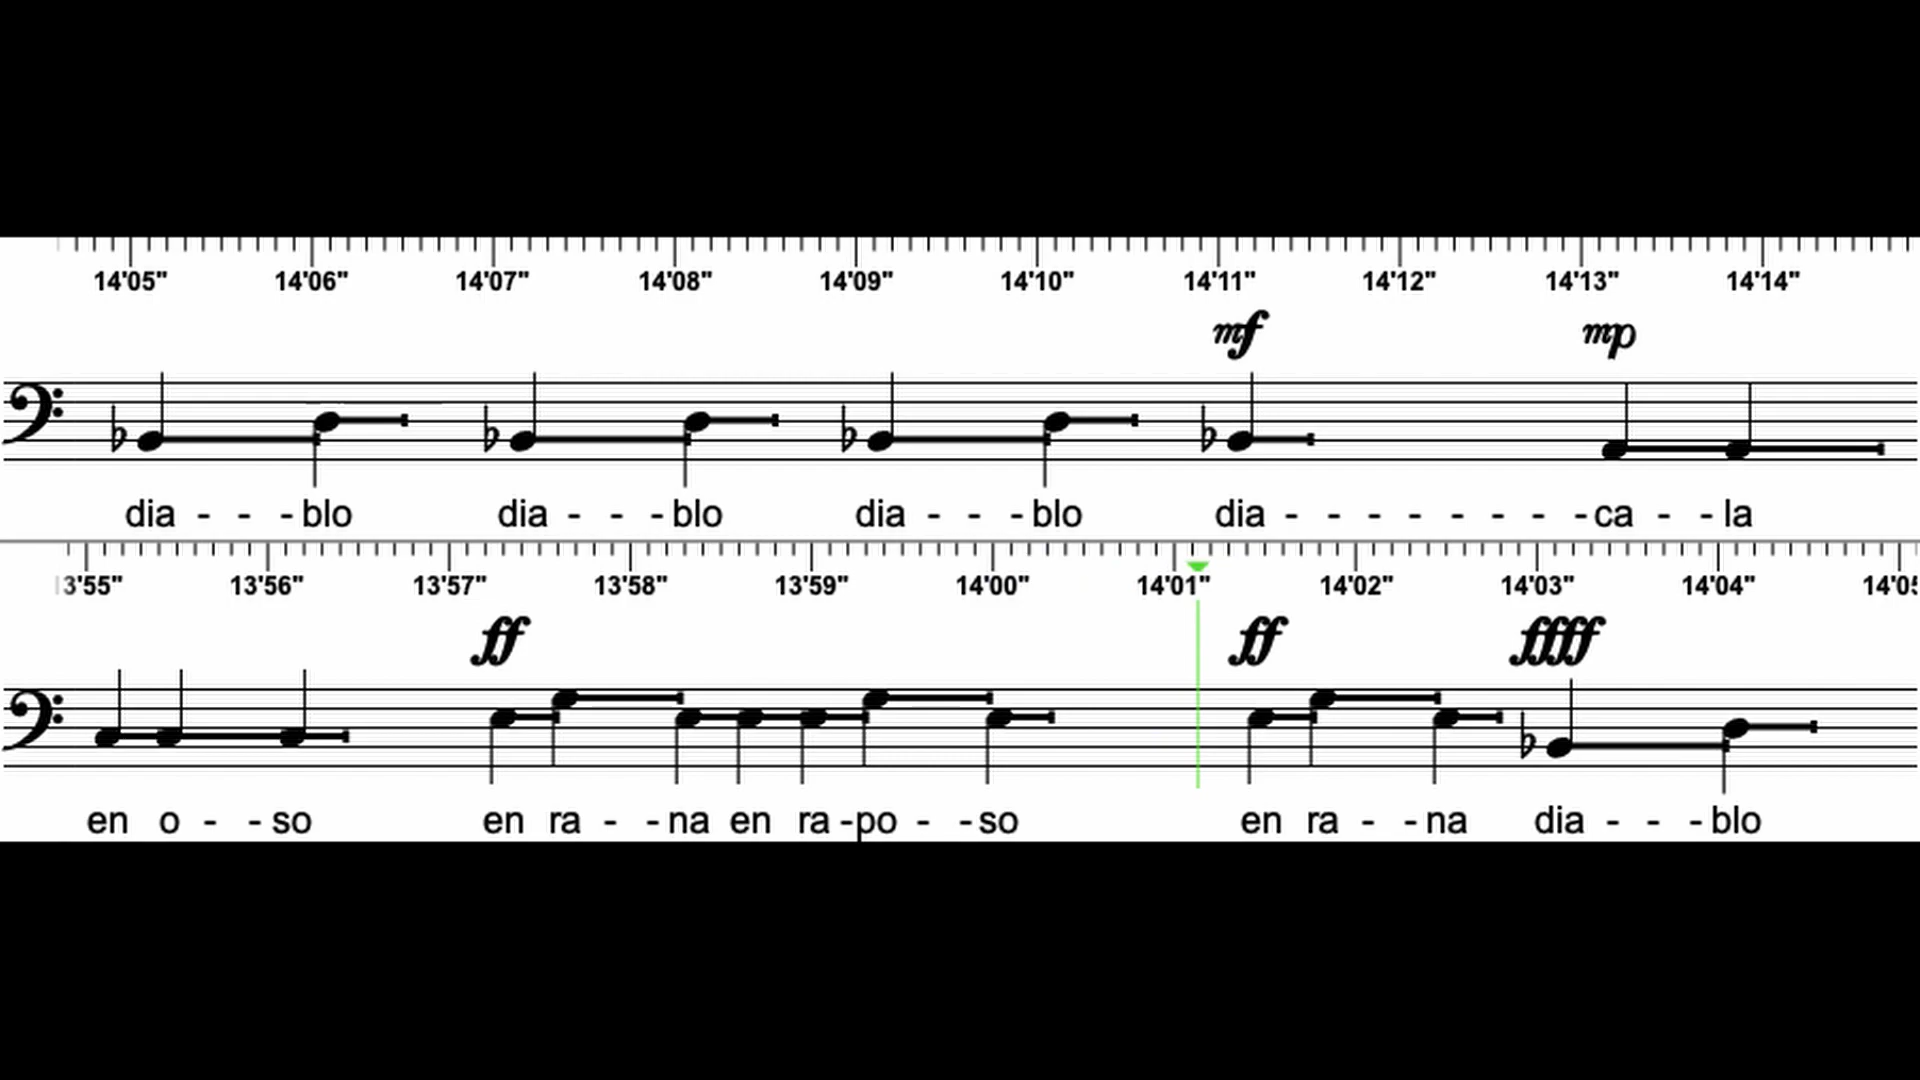 14'05" 14'06" 14'07" 14'08" 14'09" 14'10" 14'11" 14'12" 14'13" 14'14"
mf mp
dia - - - blo dia - - - blo dia - - - blo dia - - - - - - - - ca - - la
3'55" 13'56" 13'57" 13'58" 13'59" 14'00" 14'01" 14'02" 14'03" 14'04" 14'05
ff ff ffff
en o - - so en ra - - na en ra - po - - so en ra - - na dia - - - blo